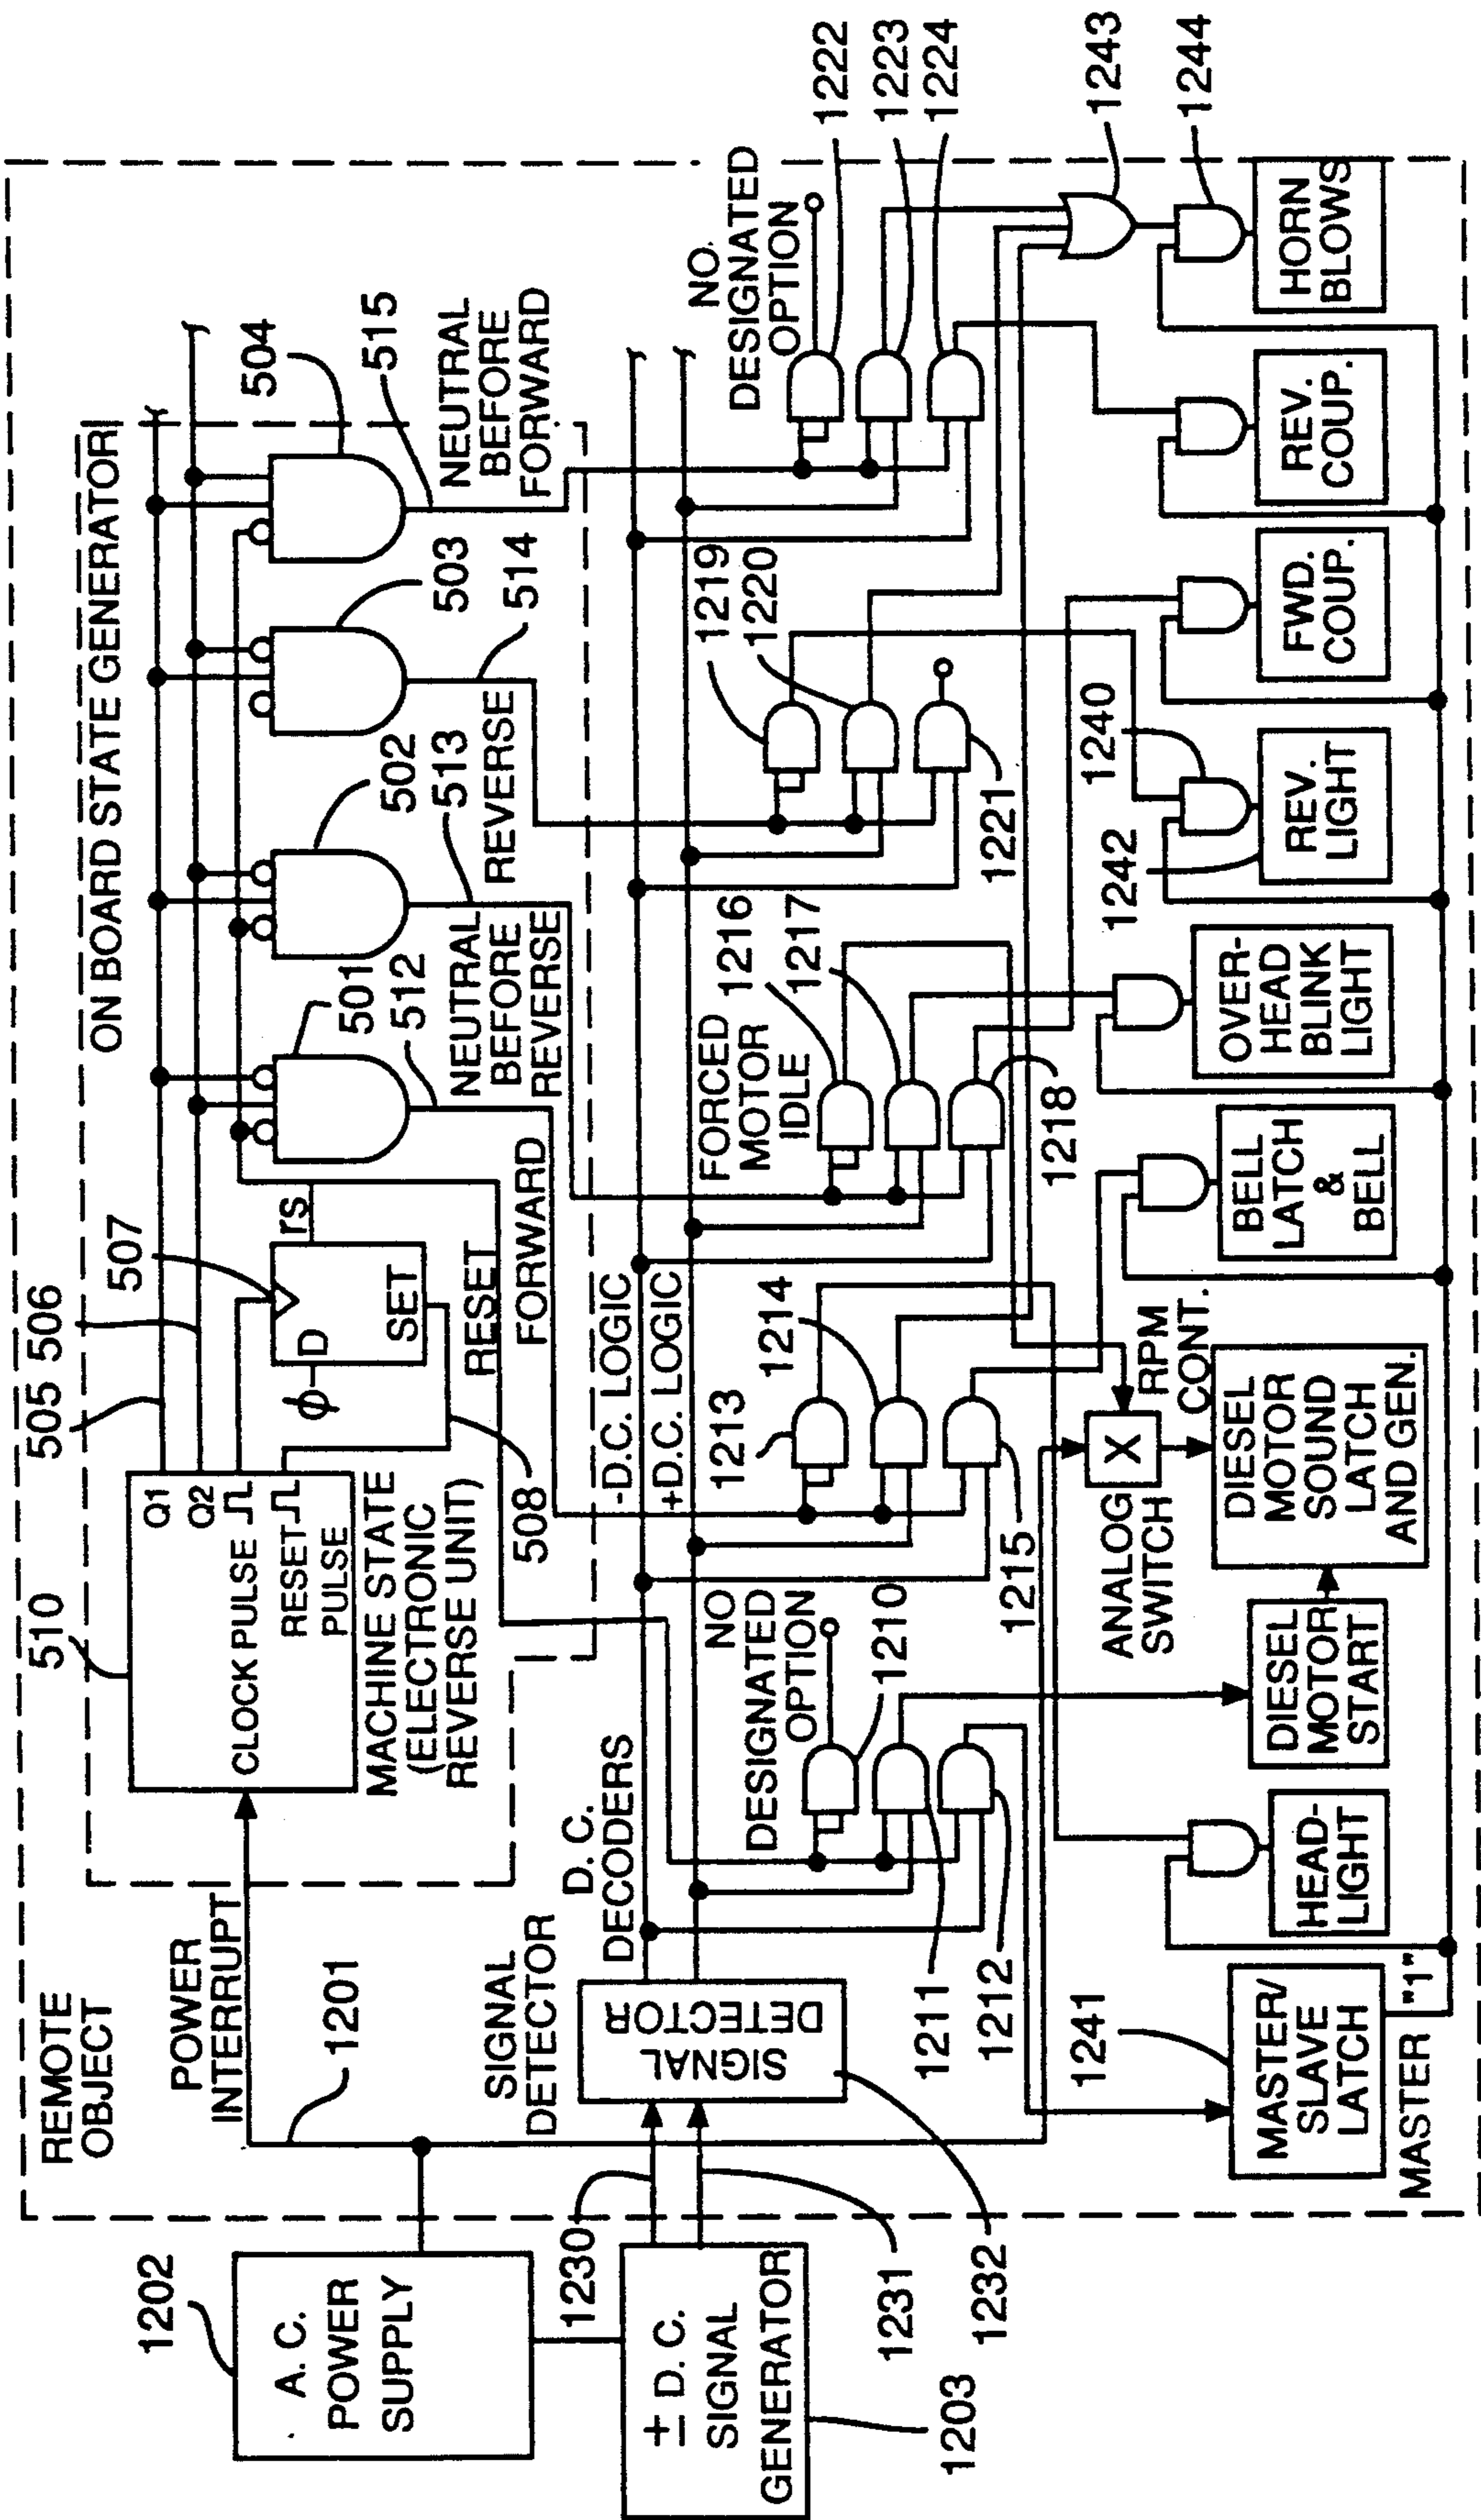 REMOTE
OBJECT
ON BOARD STATE GENERATOR
510
505
506
507
504
515
Q1
Q2
CLOCK PULSE
RESET
PULSE
MACHINE STATE
(ELECTRONIC
REVERSE UNIT)
508
D
ϕ
SET
rs
RESET
FORWARD
501
512
NEUTRAL
BEFORE
REVERSE
502
513
REVERSE
503
514
NEUTRAL
BEFORE
FORWARD
POWER
INTERRUPT
1201
1202
A. C.
POWER
SUPPLY
± D. C.
SIGNAL
GENERATOR
1203
1230
1231
1232
SIGNAL
DETECTOR
SIGNAL
DETECTOR
D. C.
DECODERS
-D.C. LOGIC
+D.C. LOGIC
NO
DESIGNATED
OPTION
1210
1211
1212
1213
1214
1215
FORCED
MOTOR
IDLE
1216
1217
1218
1219
1220
1221
NO.
DESIGNATED
OPTION
1222
1223
1224
1243
1244
1240
1242
1241
MASTER/
SLAVE
LATCH
MASTER "1"
HEAD-
LIGHT
DIESEL
MOTOR
START
ANALOG
SWITCH
X
RPM
CONT.
DIESEL
MOTOR
SOUND
LATCH
AND GEN.
BELL
LATCH
&
BELL
OVER-
HEAD
BLINK
LIGHT
REV.
LIGHT
FWD.
COUP.
REV.
COUP.
HORN
BLOWS